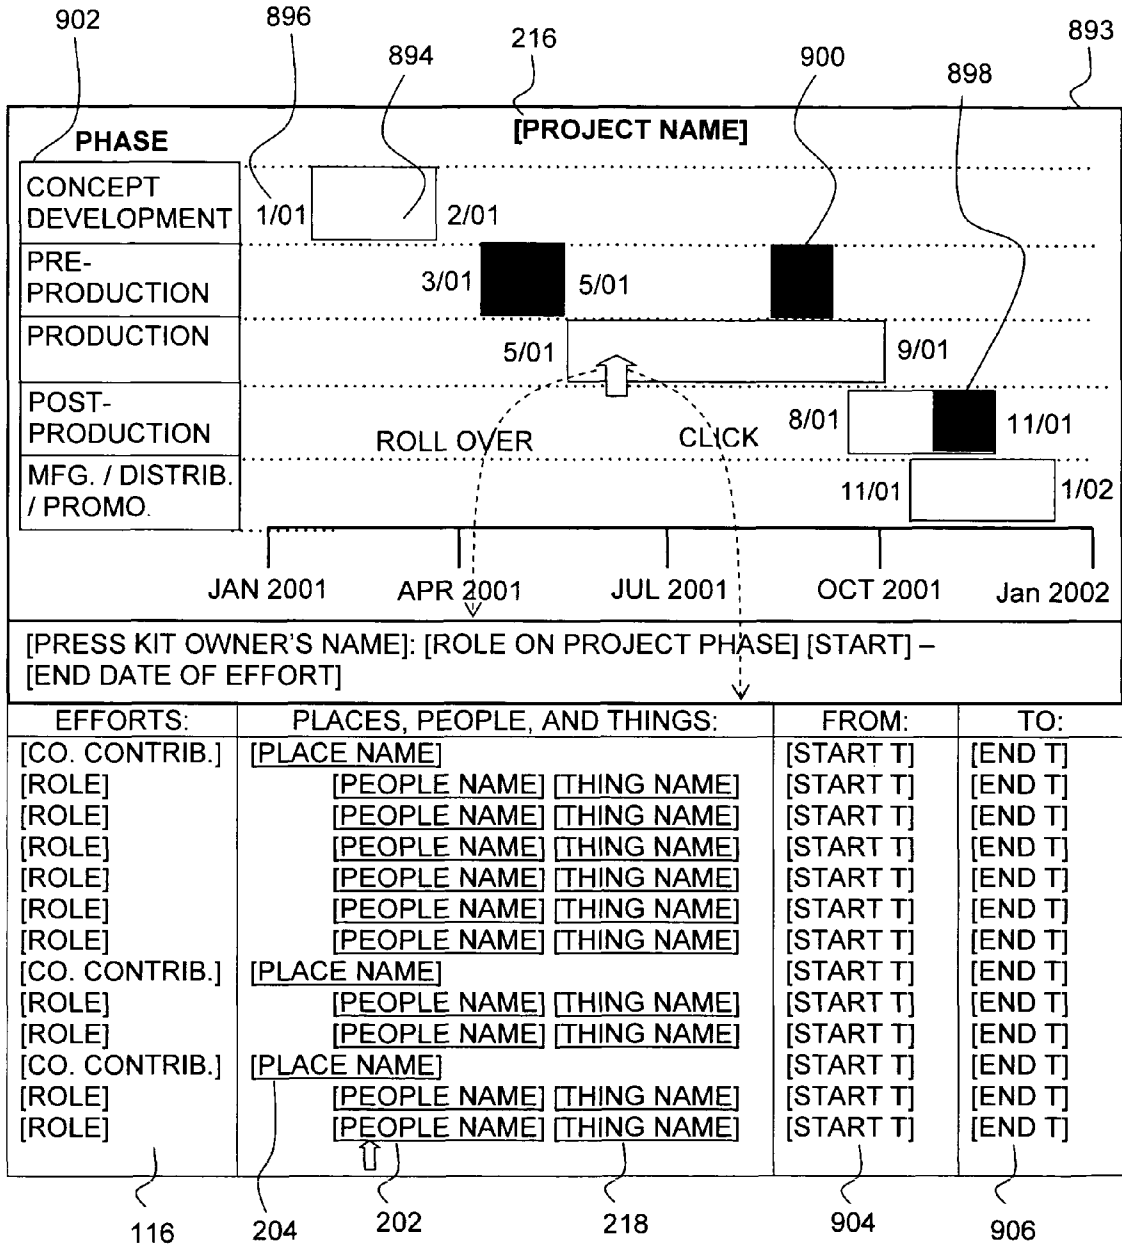 902
896
894
216
900
898
893
PHASE
[PROJECT NAME]
CONCEPT
DEVELOPMENT
1/01
2/01
PRE-
PRODUCTION
3/01
5/01
PRODUCTION
5/01
9/01
POST-
PRODUCTION
ROLL OVER
CLICK
8/01
11/01
MFG. / DISTRIB.
/ PROMO.
11/01
1/02
JAN 2001
APR 2001
JUL 2001
OCT 2001
Jan 2002
[PRESS KIT OWNER'S NAME]: [ROLE ON PROJECT PHASE] [START] –
[END DATE OF EFFORT]
EFFORTS: PLACES, PEOPLE, AND THINGS: FROM: TO:
[CO. CONTRIB.] [PLACE NAME] [START T] [END T]
[ROLE] [PEOPLE NAME] [THING NAME] [START T] [END T]
[ROLE] [PEOPLE NAME] [THING NAME] [START T] [END T]
[ROLE] [PEOPLE NAME] [THING NAME] [START T] [END T]
[ROLE] [PEOPLE NAME] [THING NAME] [START T] [END T]
[ROLE] [PEOPLE NAME] [THING NAME] [START T] [END T]
[ROLE] [PEOPLE NAME] [THING NAME] [START T] [END T]
[CO. CONTRIB.] [PLACE NAME] [START T] [END T]
[ROLE] [PEOPLE NAME] [THING NAME] [START T] [END T]
[ROLE] [PEOPLE NAME] [THING NAME] [START T] [END T]
[CO. CONTRIB.] [PLACE NAME] [START T] [END T]
[ROLE] [PEOPLE NAME] [THING NAME] [START T] [END T]
[ROLE] [PEOPLE NAME] [THING NAME] [START T] [END T]
116
204
202
218
904
906